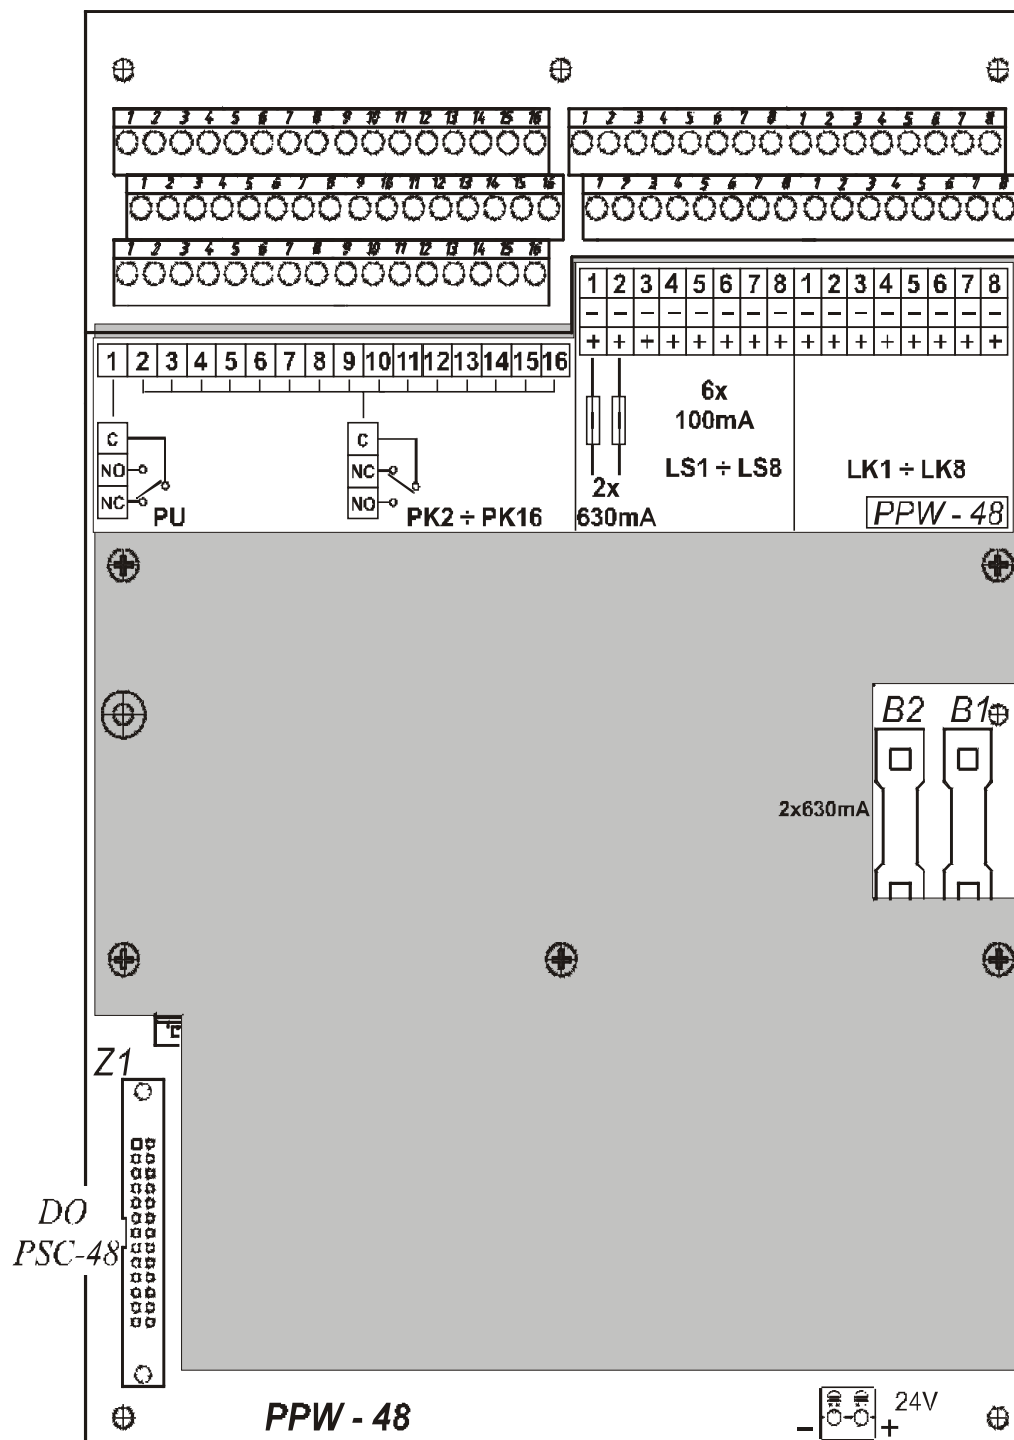 1 2 3 4 5 6 7 8 9 10 11 12 13 14 15 16
1 2 3 4 5 6 7 8 1 2 3 4 5 6 7 8
1 2 3 4 5 6 7 8 9 10 11 12 13 14 15 16
1 2 3 4 5 6 7 8 1 2 3 4 5 6 7 8
1 2 3 4 5 6 7 8 9 10 11 12 13 14 15 16
1 2 3 4 5 6 7 8 1 2 3 4 5 6 7 8
- - - - - - - - - - - - - - - -
+ + + + + + + + + + + + + + + +
1 2 3 4 5 6 7 8 9 10 11 12 13 14 15 16
6x
100mA
C
NO
NC
PU
C
NC
NO
PK2 ÷ PK16
LS1 ÷ LS8
LK1 ÷ LK8
2x
630mA
PPW - 48
B2 B1
2x630mA
Z1
DO
PSC-48
PPW - 48
- + 24V